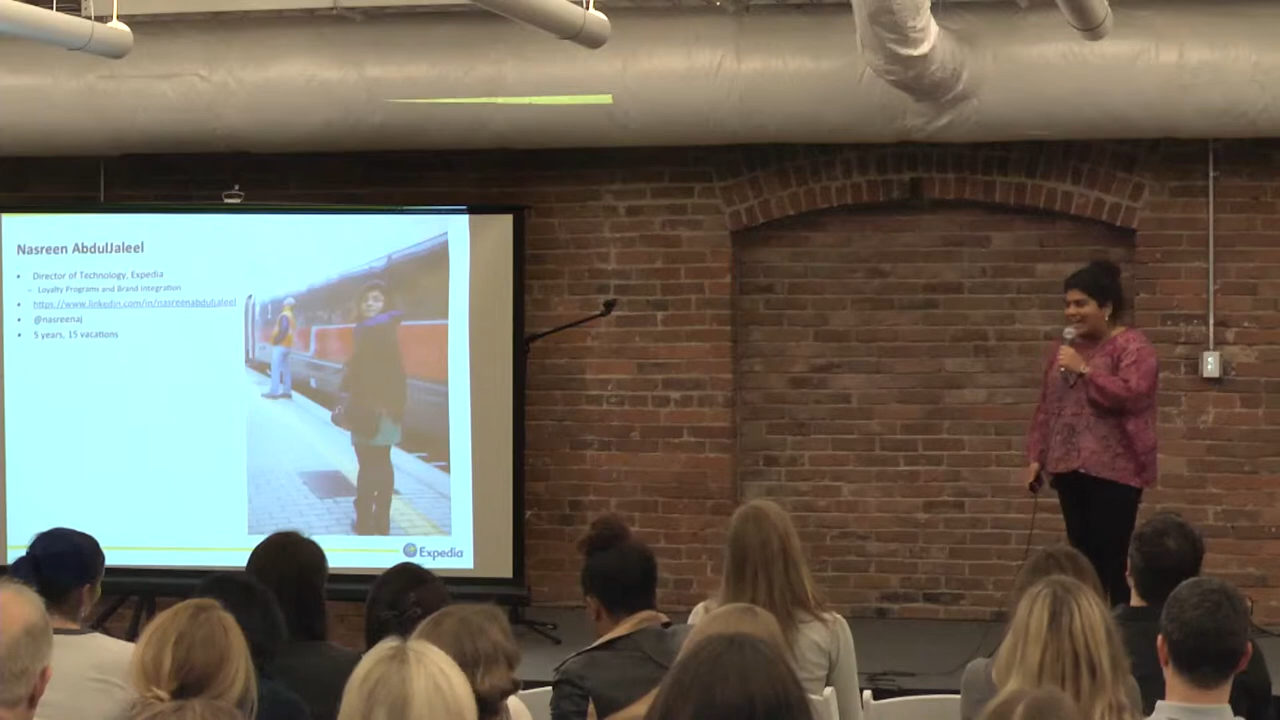 Nasreen AbdulJaleel
• Director of Technology, Expedia
– Loyalty Programs and Brand Integration
• https://www.linkedin.com/in/nasreenabduljaleel
• @nasreenaj
• 5 years, 15 vacations
Expedia